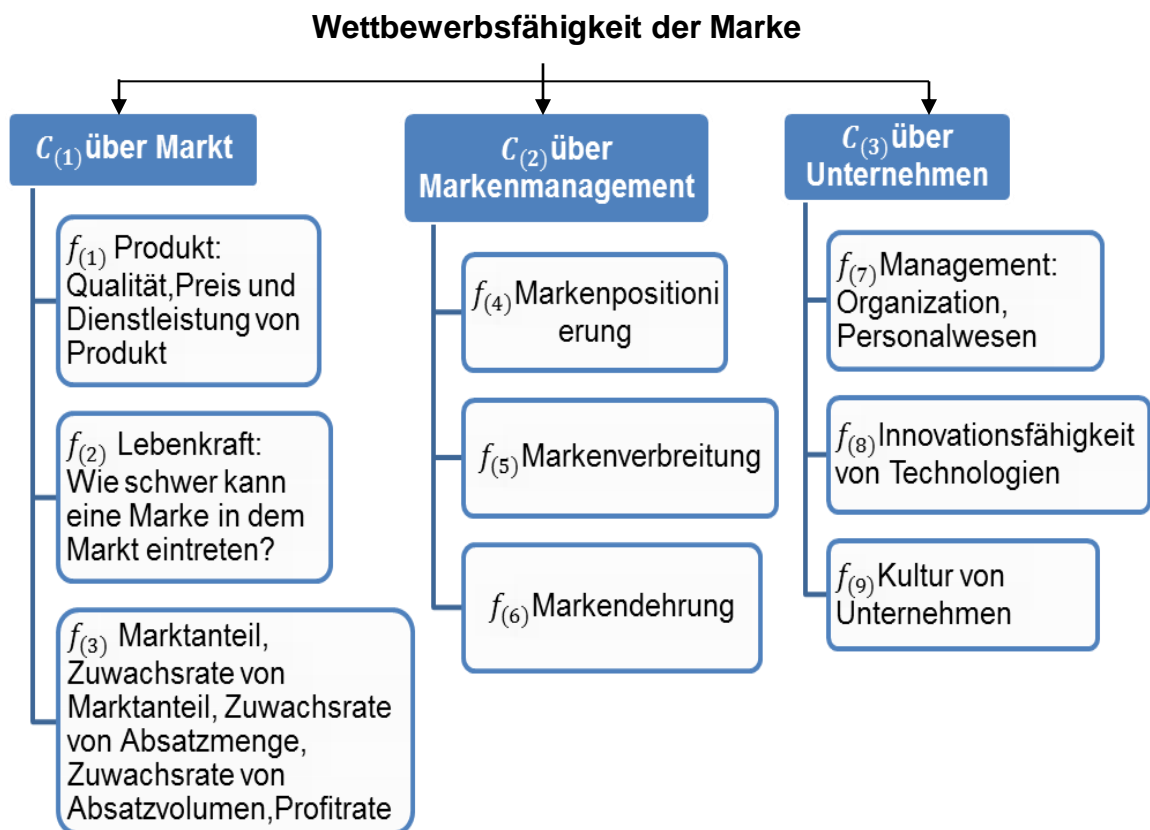 Wettbewerbsfähigkeit der Marke
C(1) über Markt
f(1) Produkt:
Qualität,Preis und
Dienstleistung von
Produkt
f(2) Lebenkraft:
Wie schwer kann
eine Marke in dem
Markt eintreten?
f(3) Marktanteil,
Zuwachsrate von
Marktanteil, Zuwachsrate
von Absatzmenge,
Zuwachsrate von
Absatzvolumen,Profitrate
C(2) über
Markenmanagement
f(4) Markenpositioni
erung
f(5) Markenverbreitung
f(6) Markendehrung
C(3) über
Unternehmen
f(7) Management:
Organization,
Personalwesen
f(8) Innovationsfähigkeit
von Technologien
f(9) Kultur von
Unternehmen